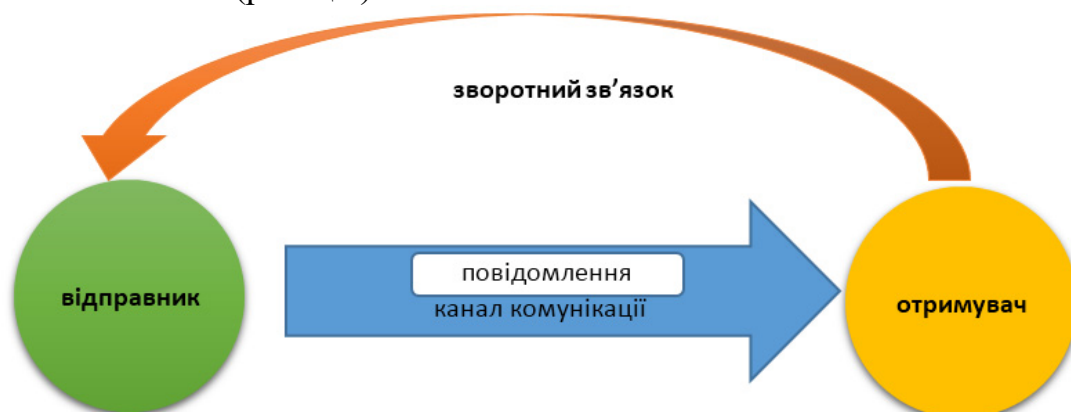 зворотний зв’язок
повідомлення
відправник
канал комунікації
отримувач